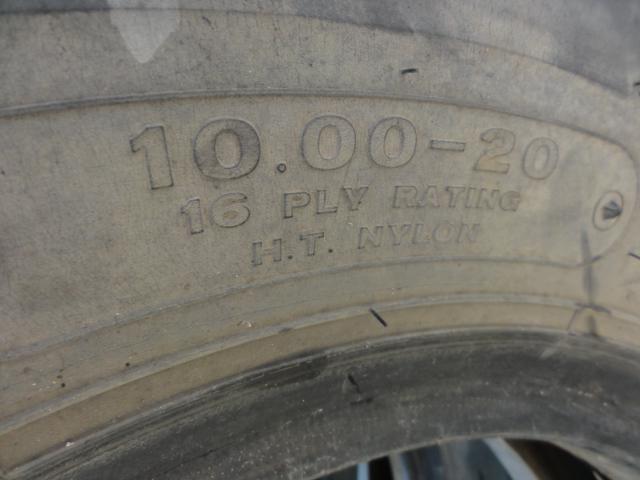 10.00-20
16 PLY RATING
H.T. NYLON